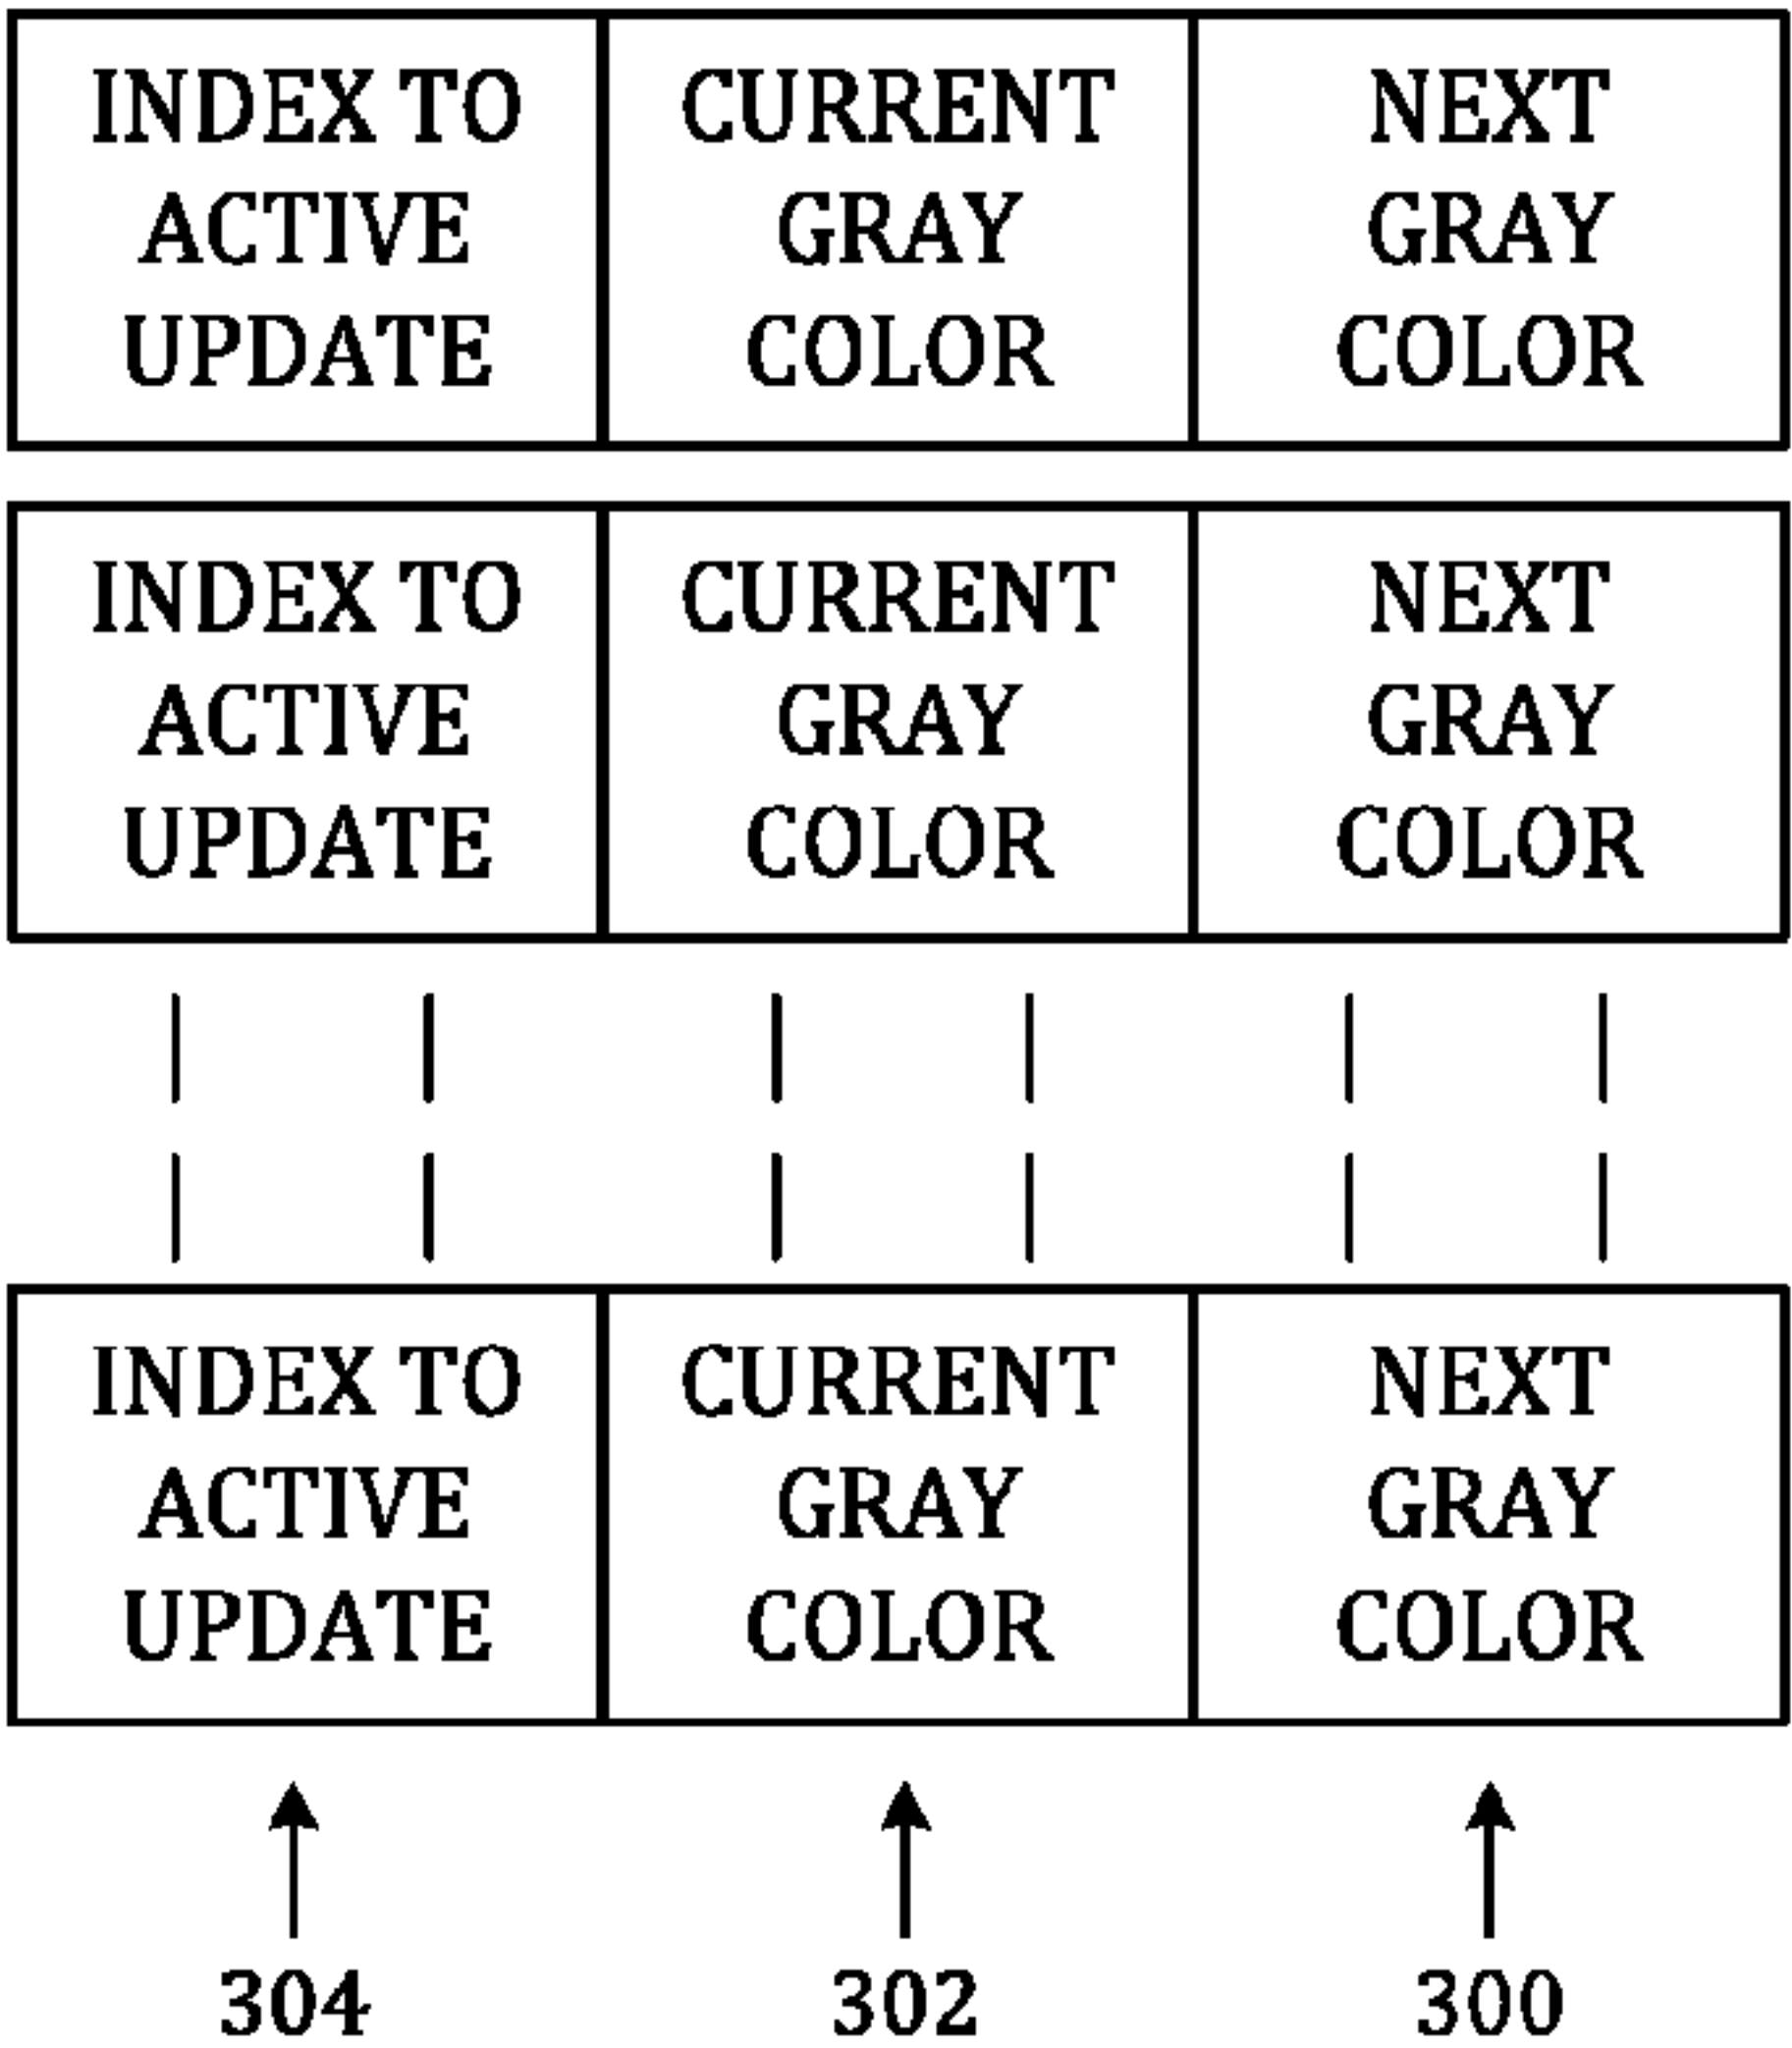 INDEX TO CURRENT NEXT
ACTIVE GRAY GRAY
UPDATE COLOR COLOR
INDEX TO CURRENT NEXT
ACTIVE GRAY GRAY
UPDATE COLOR COLOR
INDEX TO CURRENT NEXT
ACTIVE GRAY GRAY
UPDATE COLOR COLOR
304 302 300